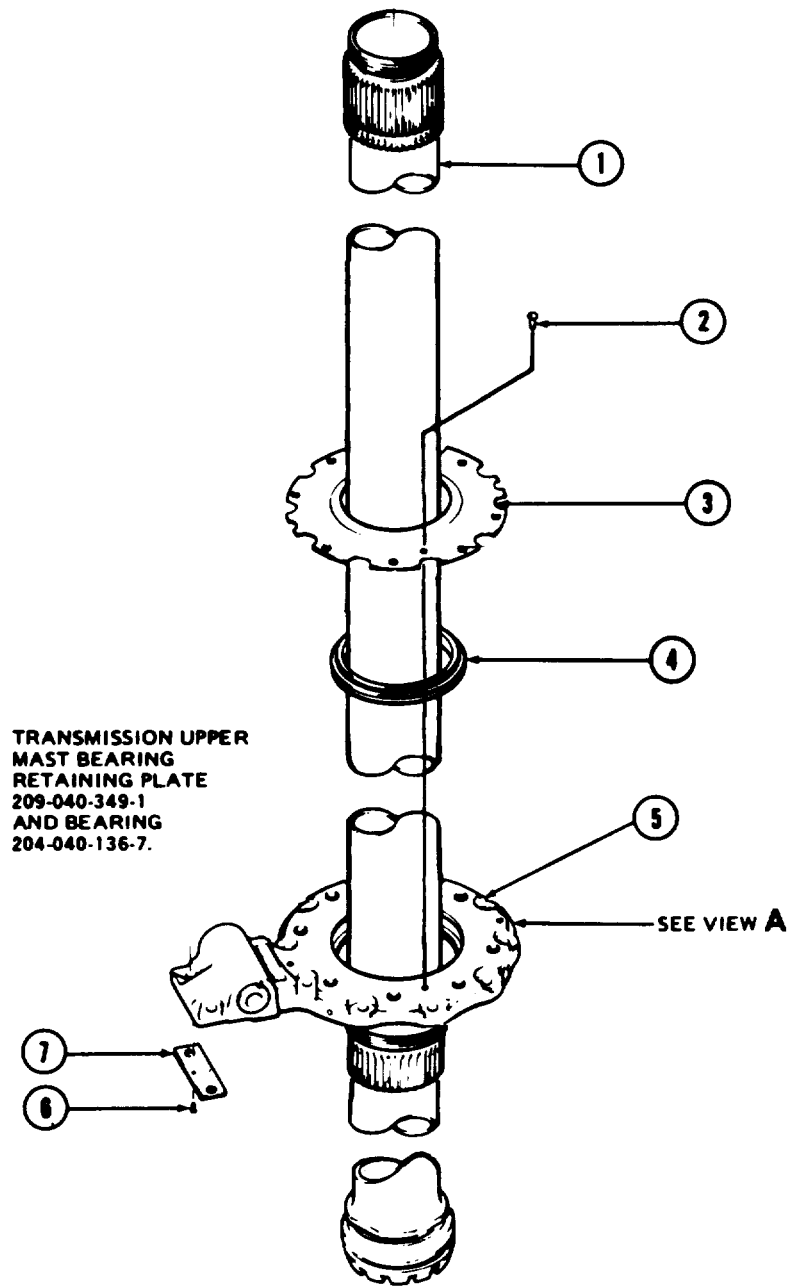 1
2
3
4
TRANSMISSION UPPER
MAST BEARING
RETAINING PLATE
209-040-349-1
AND BEARING
204-040-136-7.
5
SEE VIEW A
7
6